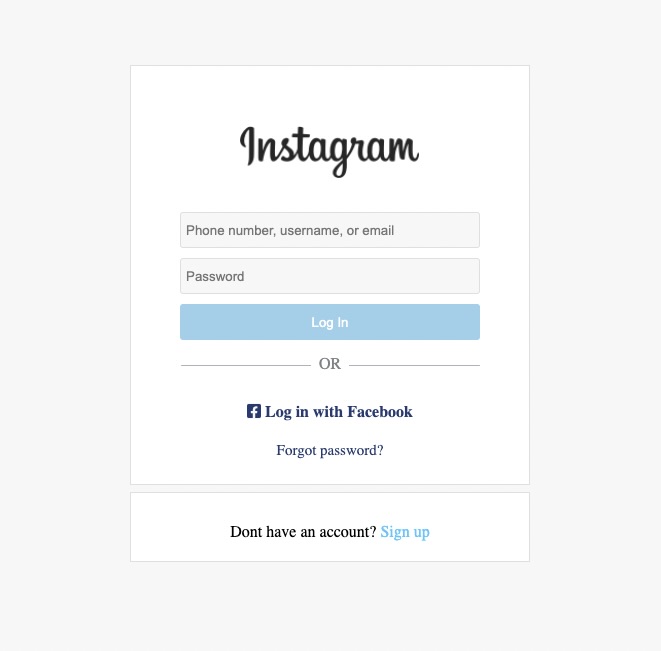 Instagram
Phone number, username, or email
Password
Log In
OR
Log in with Facebook
Forgot password?
Dont have an account? Sign up